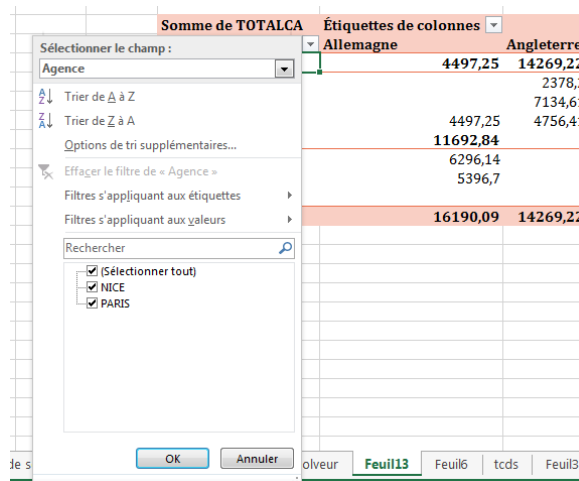 Somme de TOTALCA Étiquettes de colonnes
Allemagne Angleterre
Sélectionner le champ :
Agence
4497,25 14269,22
Trier de A à Z
2378,
7134,61
Trier de Z à A
4497,25 4756,41
Options de tri supplémentaires...
11692,84
Effacer le filtre de « Agence »
6296,14
5396,7
Filtres s'appliquant aux étiquettes
Filtres s'appliquant aux valeurs
16190,09 14269,22
Rechercher
(Sélectionner tout)
NICE
PARIS
OK Annuler
de s olveur Feuil13 Feuil6 tcds Feuil3